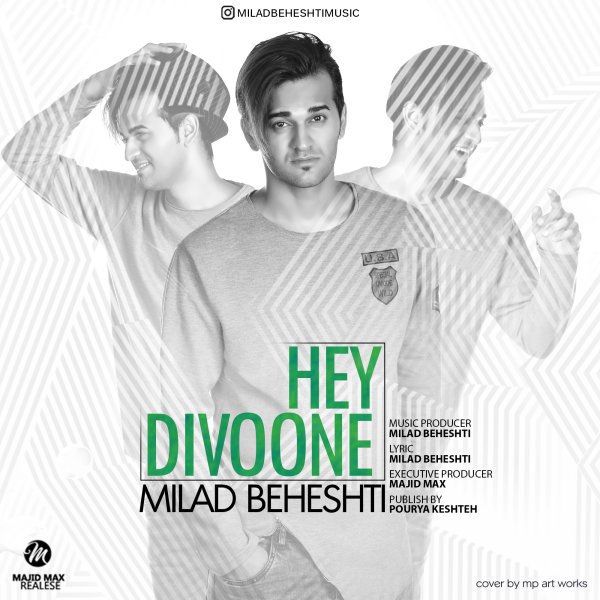 MILADBEHESHTIMUSIC
U.S.A
WILD
HEY
DIVOONE
MILAD BEHESHTI
MUSIC PRODUCER
MILAD BEHESHTI
LYRIC
MILAD BEHESHTI
EXECUTIVE PRODUCER
MAJID MAX
PUBLISH BY
POURYA KESHTEH
M
MAJID MAX
REALESE
cover by mp art works